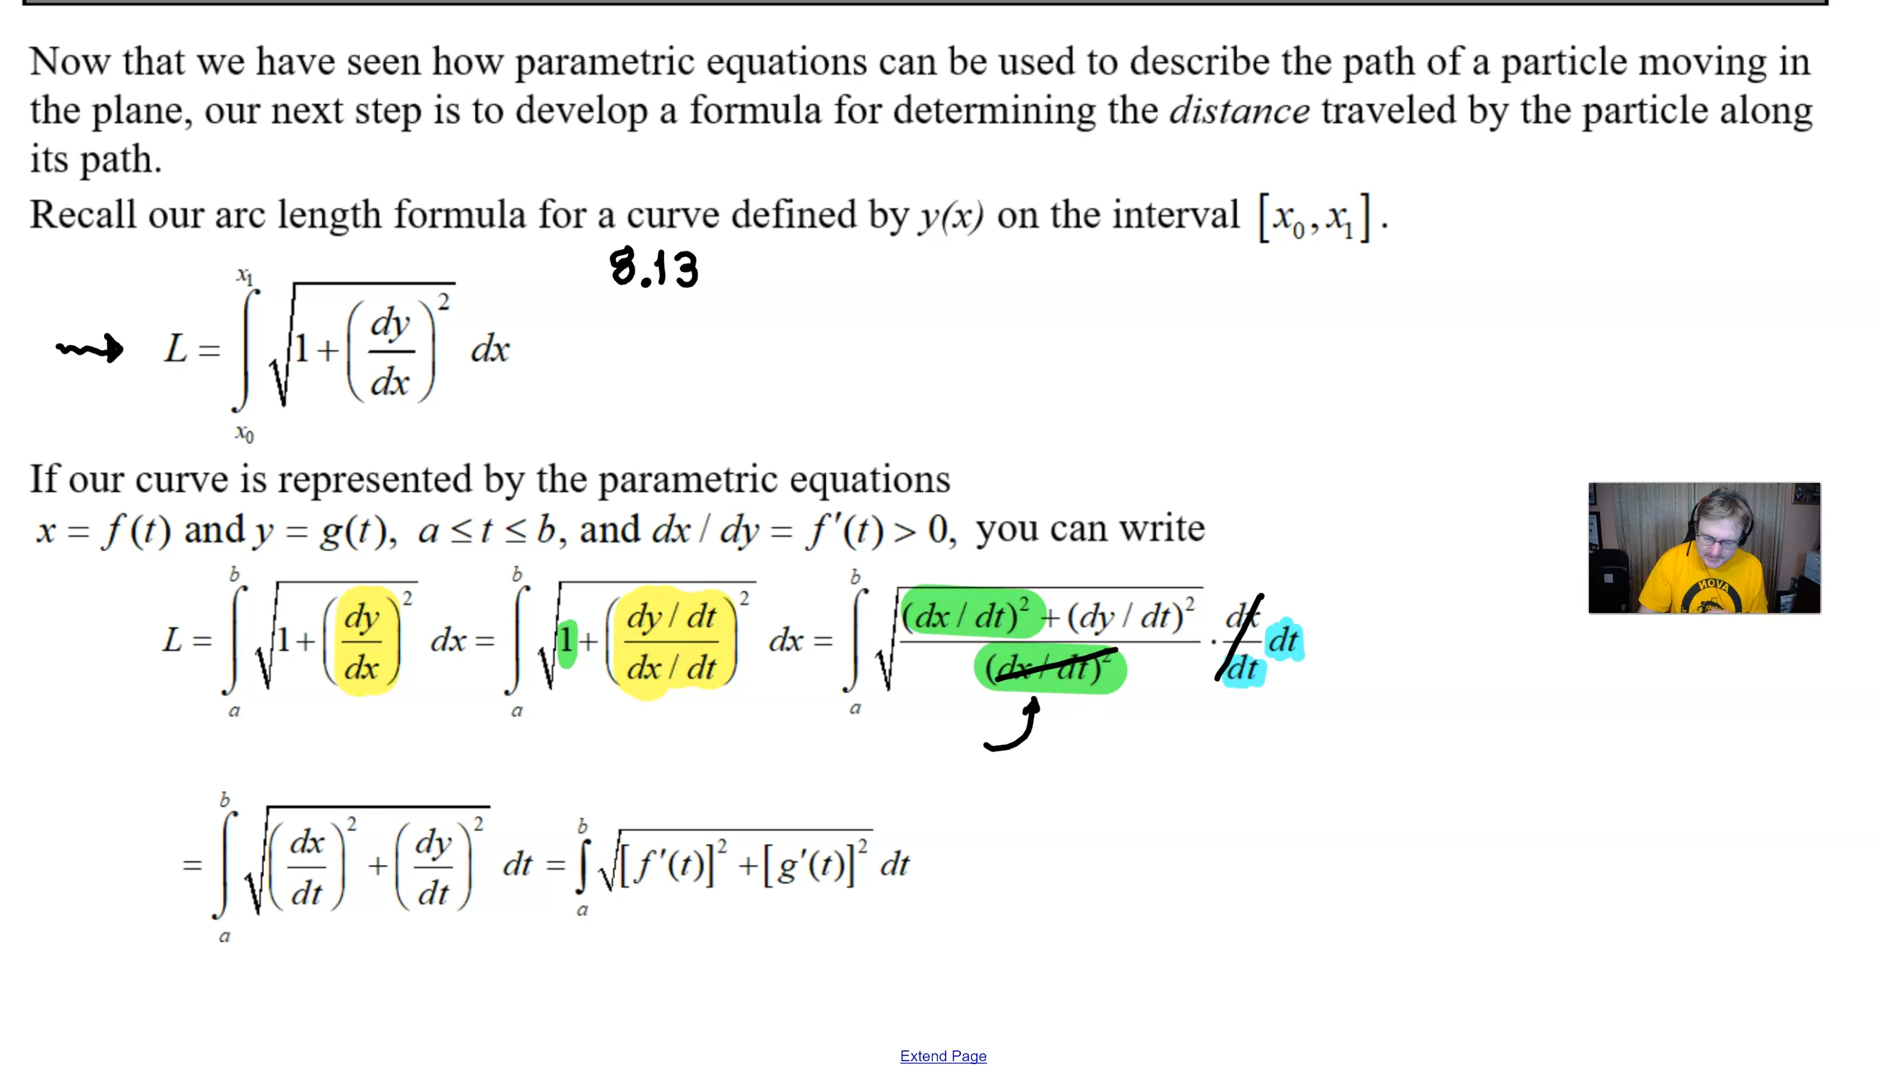 Now that we have seen how parametric equations can be used to describe the path of a particle moving in
the plane, our next step is to develop a formula for determining the distance traveled by the particle along
its path.
Recall our arc length formula for a curve defined by y(x) on the interval [x₀, x₁].
8.13
L = ∫_{x₀}^{x₁} √(1 + (dy/dx)²) dx
If our curve is represented by the parametric equations
x = f(t) and y = g(t), a ≤ t ≤ b, and dx / dy = f′(t) > 0, you can write
L = ∫_a^b √(1 + (dy/dx)²) dx = ∫_a^b √(1 + ((dy / dt)/(dx / dt))²) dx = ∫_a^b √(((dx / dt)² + (dy / dt)²)/(dx / dt)²) · dx/dt dt
= ∫_a^b √((dx/dt)² + (dy/dt)²) dt = ∫_a^b √([f′(t)]² + [g′(t)]²) dt
NOVA
Extend Page